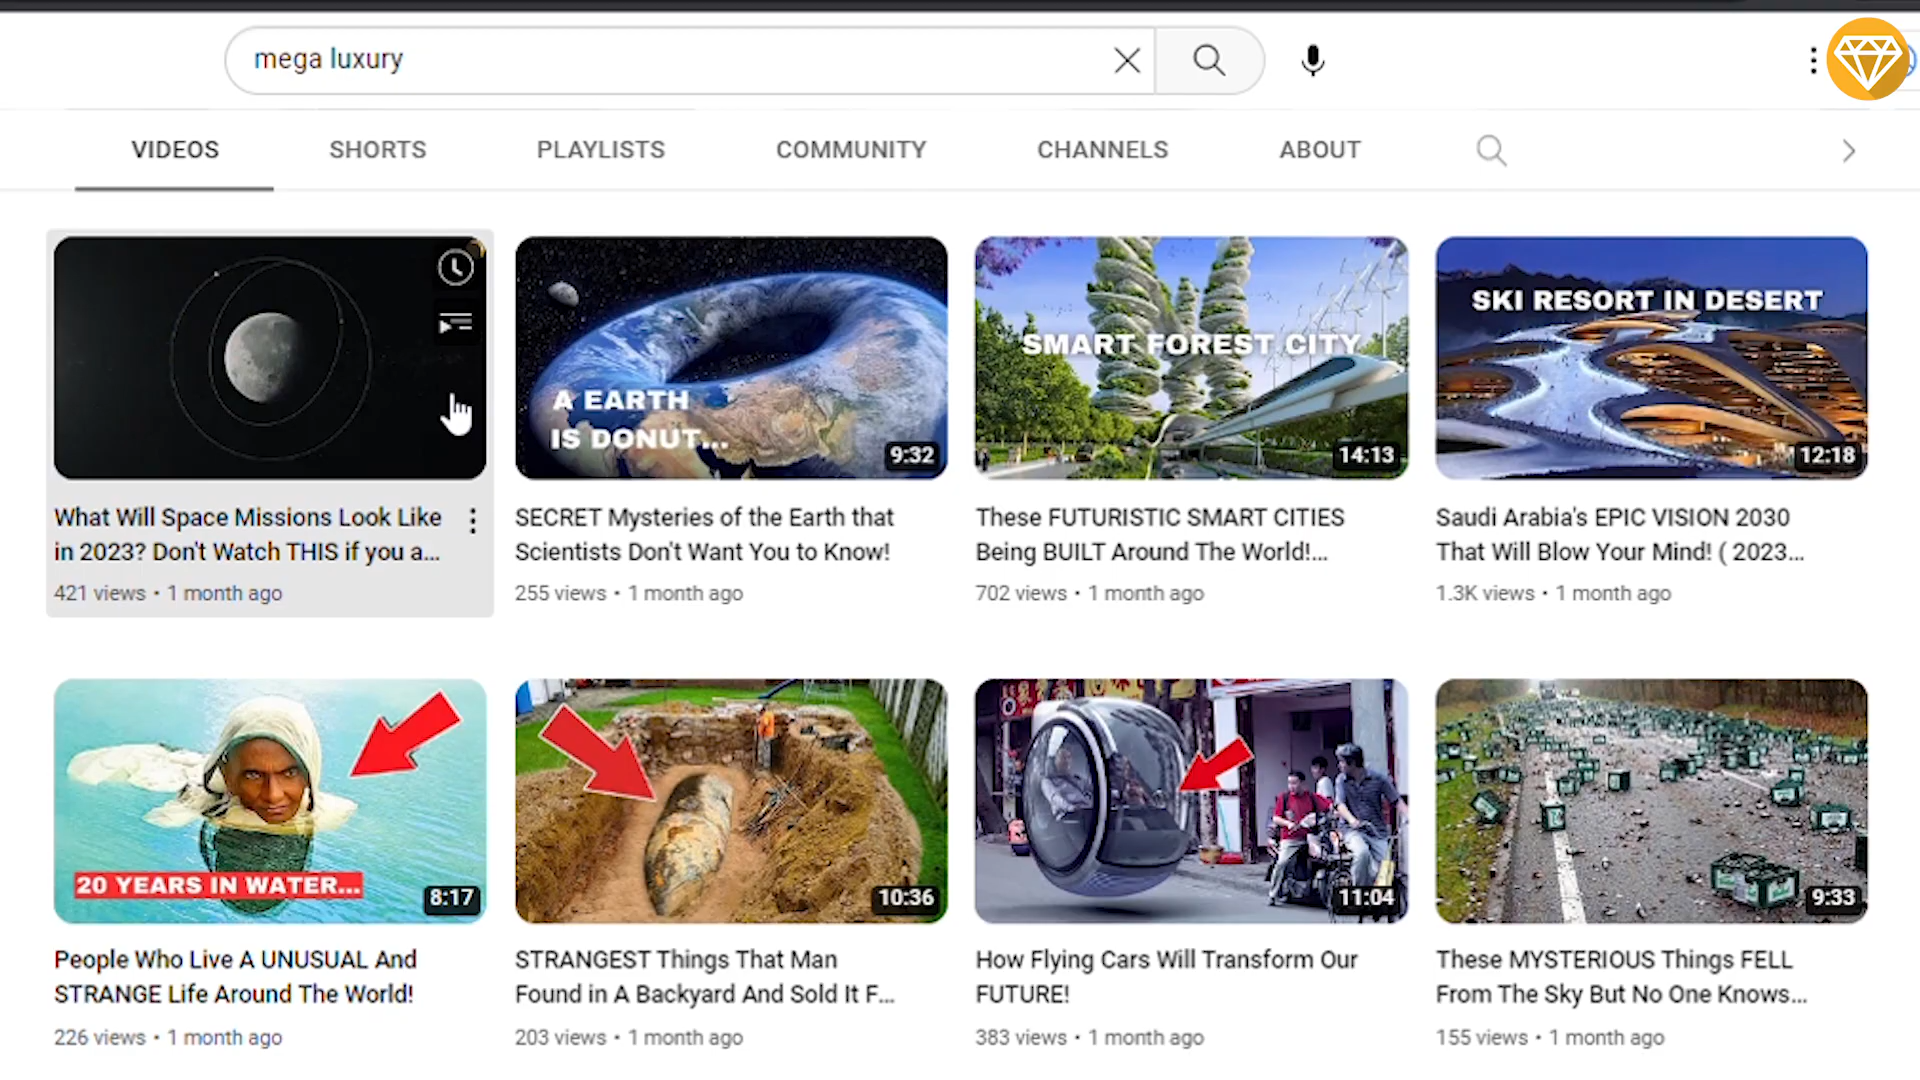 mega luxury
VIDEOS SHORTS PLAYLISTS COMMUNITY CHANNELS ABOUT
A EARTH
IS DONUT...
9:32
SMART FOREST CITY
14:13
SKI RESORT IN DESERT
12:18
What Will Space Missions Look Like
in 2023? Don't Watch THIS if you a...
421 views • 1 month ago
SECRET Mysteries of the Earth that
Scientists Don't Want You to Know!
255 views • 1 month ago
These FUTURISTIC SMART CITIES
Being BUILT Around The World!...
702 views • 1 month ago
Saudi Arabia's EPIC VISION 2030
That Will Blow Your Mind! ( 2023...
1.3K views • 1 month ago
20 YEARS IN WATER...
8:17
10:36
11:04
9:33
People Who Live A UNUSUAL And
STRANGE Life Around The World!
226 views • 1 month ago
STRANGEST Things That Man
Found in A Backyard And Sold It F...
203 views • 1 month ago
How Flying Cars Will Transform Our
FUTURE!
383 views • 1 month ago
These MYSTERIOUS Things FELL
From The Sky But No One Knows...
155 views • 1 month ago